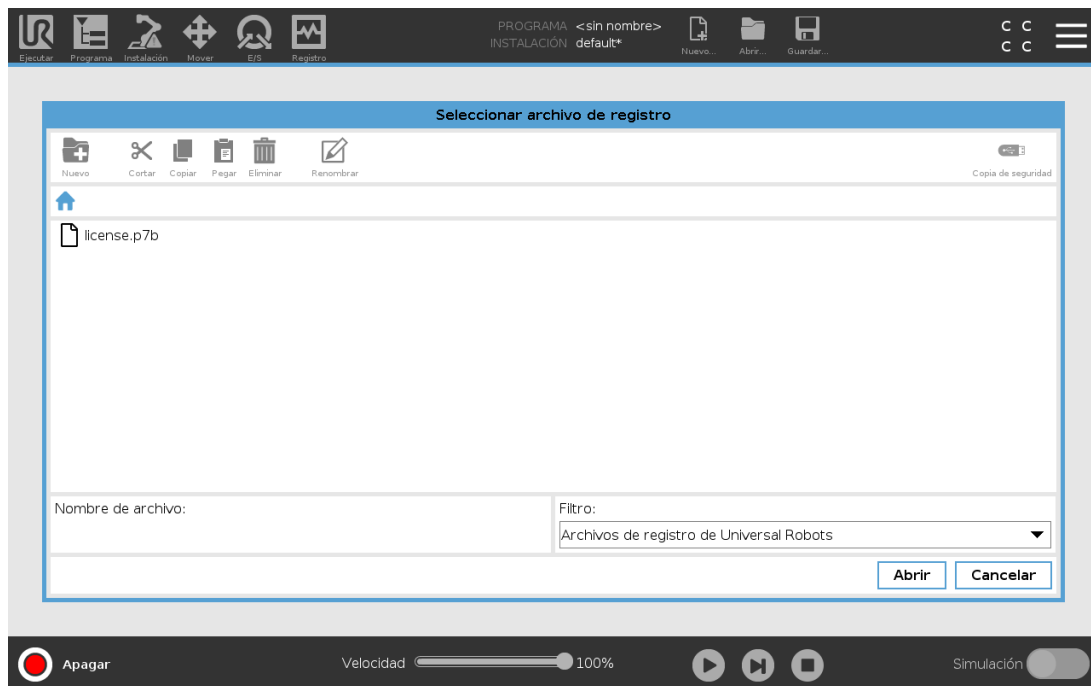 PROGRAMA <sin nombre>
INSTALACIÓN default*
Ejecutar Programa Instalación Mover E/S Registro
Nuevo... Abrir... Guardar...
C C
C C
Seleccionar archivo de registro
Nuevo Cortar Copiar Pegar Eliminar Renombrar Copia de seguridad
license.p7b
Nombre de archivo:
Filtro:
Archivos de registro de Universal Robots
Abrir Cancelar
Apagar Velocidad 100% Simulación